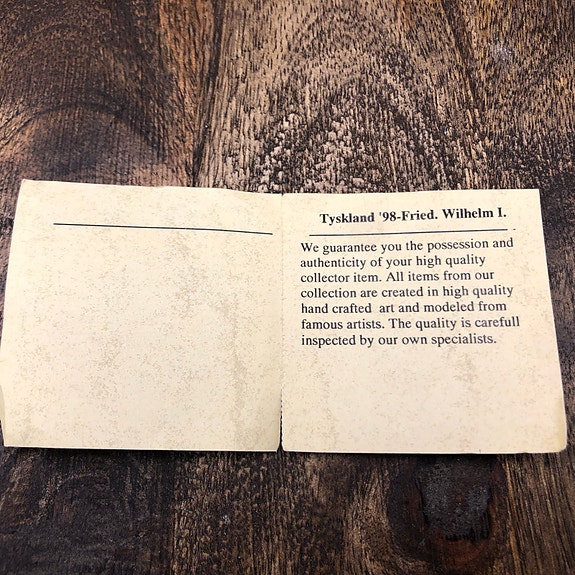 Tyskland '98-Fried. Wilhelm I.
We guarantee you the possession and
authenticity of your high quality
collector item. All items from our
collection are created in high quality
hand crafted art and modeled from
famous artists. The quality is carefull
inspected by our own specialists.